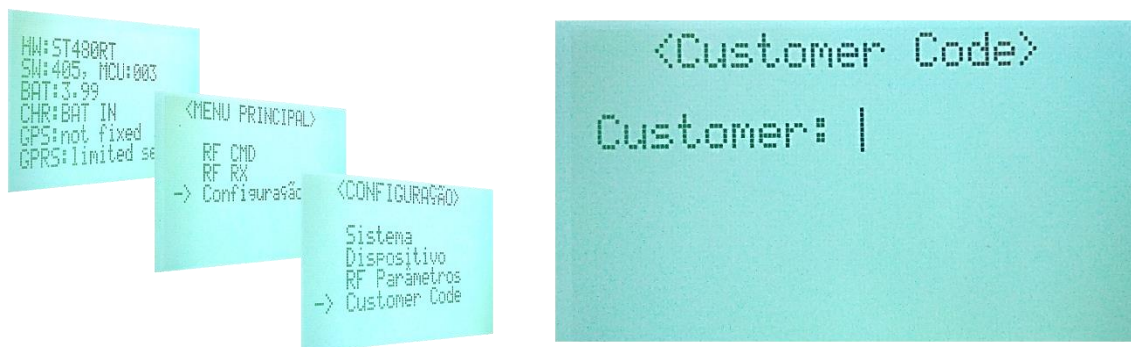 HW:ST480RT
SW:405, MCU:003
BAT:3.99
CHR:BAT IN
GPS:not fixed
GPRS:limited se
<MENU PRINCIPAL>
RF CMD
RF RX
-> Configuração
<CONFIGURAÇÃO>
Sistema
Dispositivo
RF Parâmetros
-> Customer Code
<Customer Code>
Customer: |